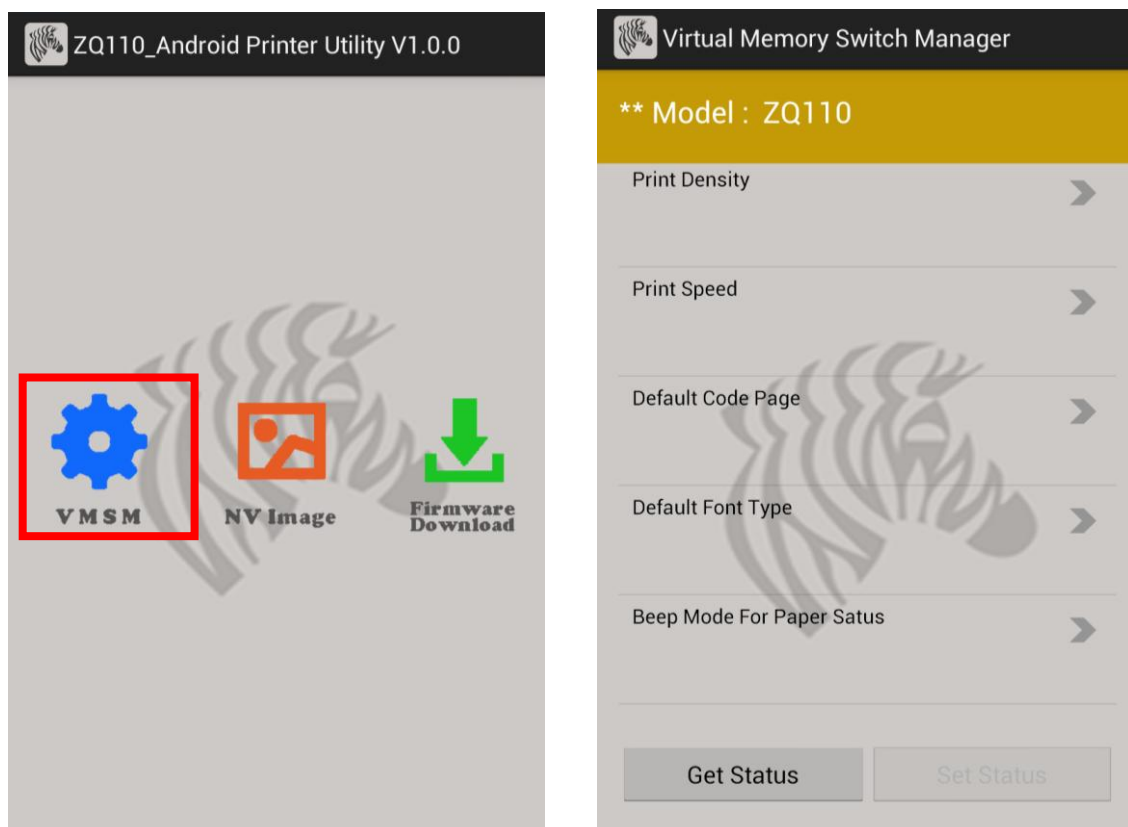 ZQ110_Android Printer Utility V1.0.0
VMSM
NV Image
Firmware
Download
Virtual Memory Switch Manager
** Model : ZQ110
Print Density
Print Speed
Default Code Page
Default Font Type
Beep Mode For Paper Satus
Get Status
Set Status